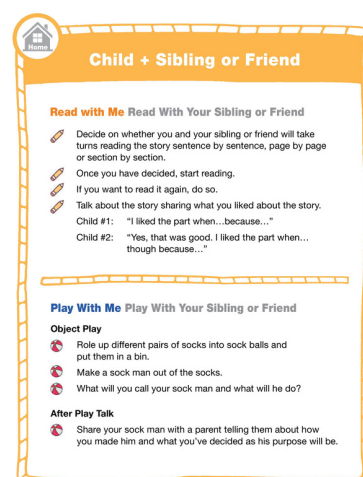 Home
Child + Sibling or Friend
Read with Me Read With Your Sibling or Friend
Decide on whether you and your sibling or friend will take
turns reading the story sentence by sentence, page by page
or section by section.
Once you have decided, start reading.
If you want to read it again, do so.
Talk about the story sharing what you liked about the story.
Child #1: “I liked the part when…because…”
Child #2: “Yes, that was good. I liked the part when…
though because…”
Play With Me Play With Your Sibling or Friend
Object Play
Role up different pairs of socks into sock balls and
put them in a bin.
Make a sock man out of the socks.
What will you call your sock man and what will he do?
After Play Talk
Share your sock man with a parent telling them about how
you made him and what you’ve decided as his purpose will be.